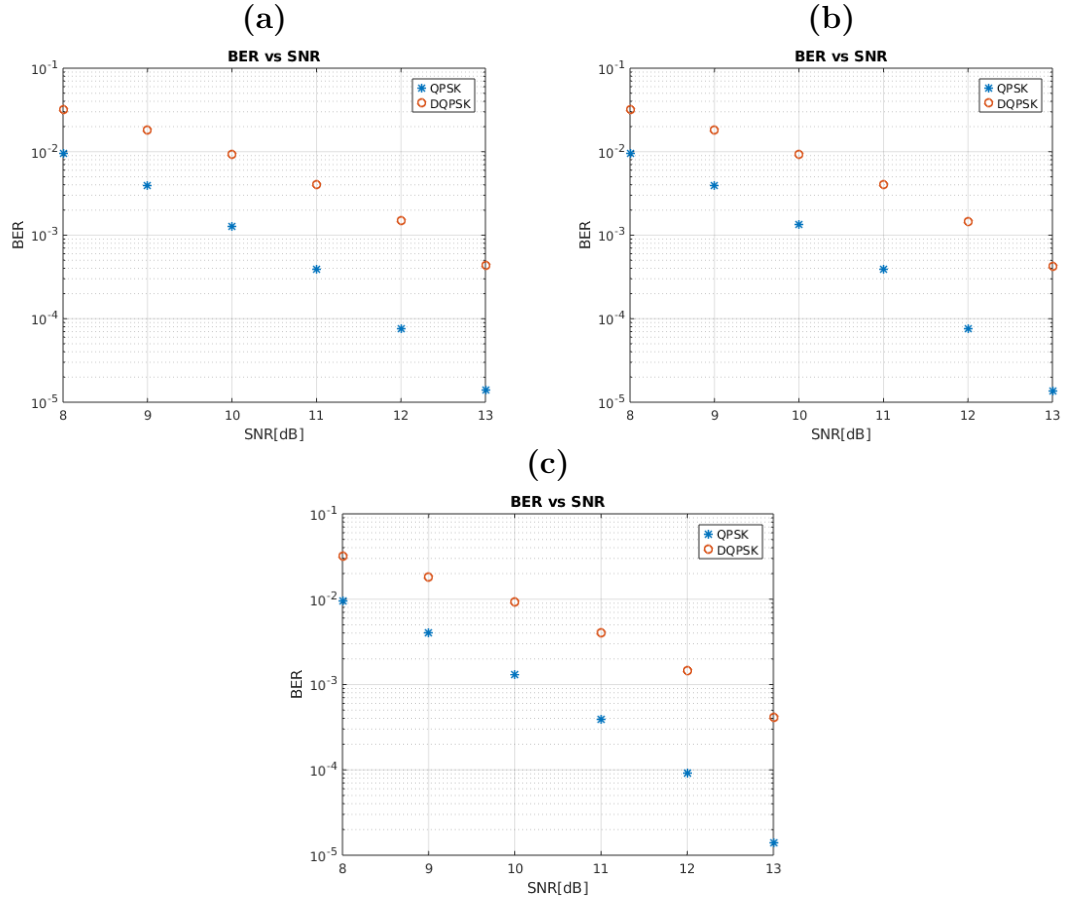 (a)
BER vs SNR
QPSK
DQPSK
10^-1
10^-2
10^-3
10^-4
10^-5
BER
8 9 10 11 12 13
SNR[dB]
(b)
BER vs SNR
QPSK
DQPSK
10^-1
10^-2
10^-3
10^-4
10^-5
BER
8 9 10 11 12 13
SNR[dB]
(c)
BER vs SNR
QPSK
DQPSK
10^-1
10^-2
10^-3
10^-4
10^-5
BER
8 9 10 11 12 13
SNR[dB]